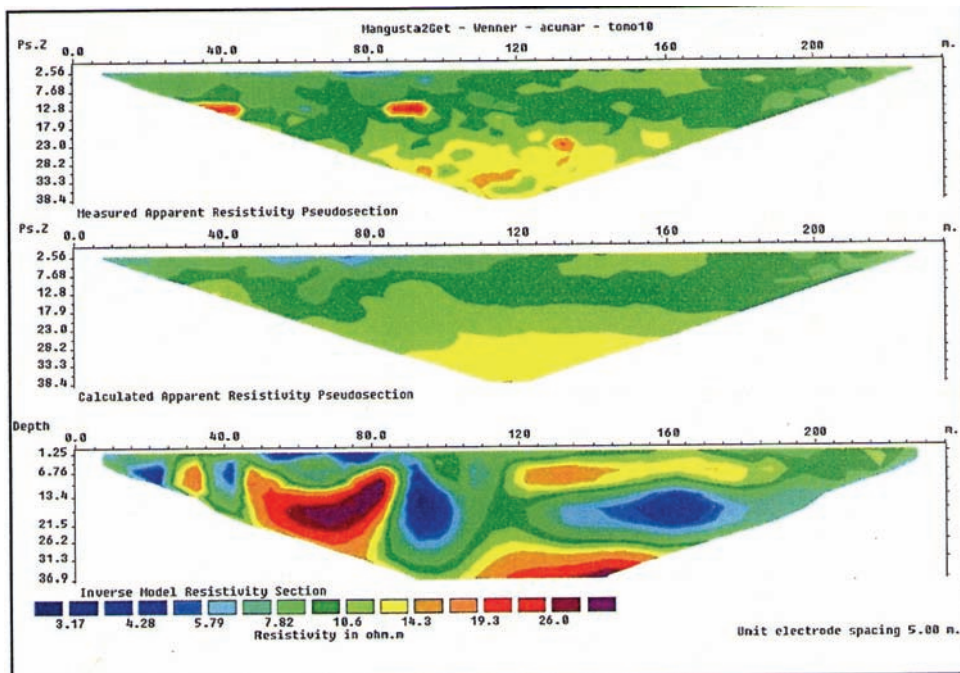 Mangusta2Get - Wenner - acumar - tomo10
Ps.Z 0.0 40.0 80.0 120 160 200 m.
2.56
7.68
12.8
17.9
23.0
28.2
33.3
38.4
Measured Apparent Resistivity Pseudosection
Ps.Z 0.0 40.0 80.0 120 160 200 m.
2.56
7.68
12.8
17.9
23.0
28.2
33.3
38.4
Calculated Apparent Resistivity Pseudosection
Depth 0.0 40.0 80.0 120 160 200 m.
1.25
6.76
13.4
21.5
26.2
31.3
36.9
Inverse Model Resistivity Section
3.17 4.28 5.79 7.82 10.6 14.3 19.3 26.0
Resistivity in ohm.m
Unit electrode spacing 5.00 m.